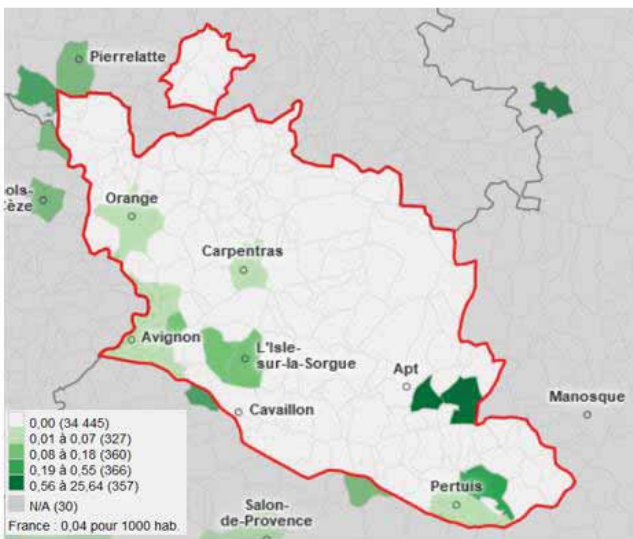 Pierrelatte
ols-
èze
Orange
Carpentras
Avignon
L'Isle-
sur-la-Sorgue
Apt
Manosque
Cavaillon
Pertuis
Salon-
de-Provence
0,00 (34 445)
0,01 à 0,07 (327)
0,08 à 0,18 (360)
0,19 à 0,55 (366)
0,56 à 25,64 (357)
N/A (30)
France : 0,04 pour 1000 hab.